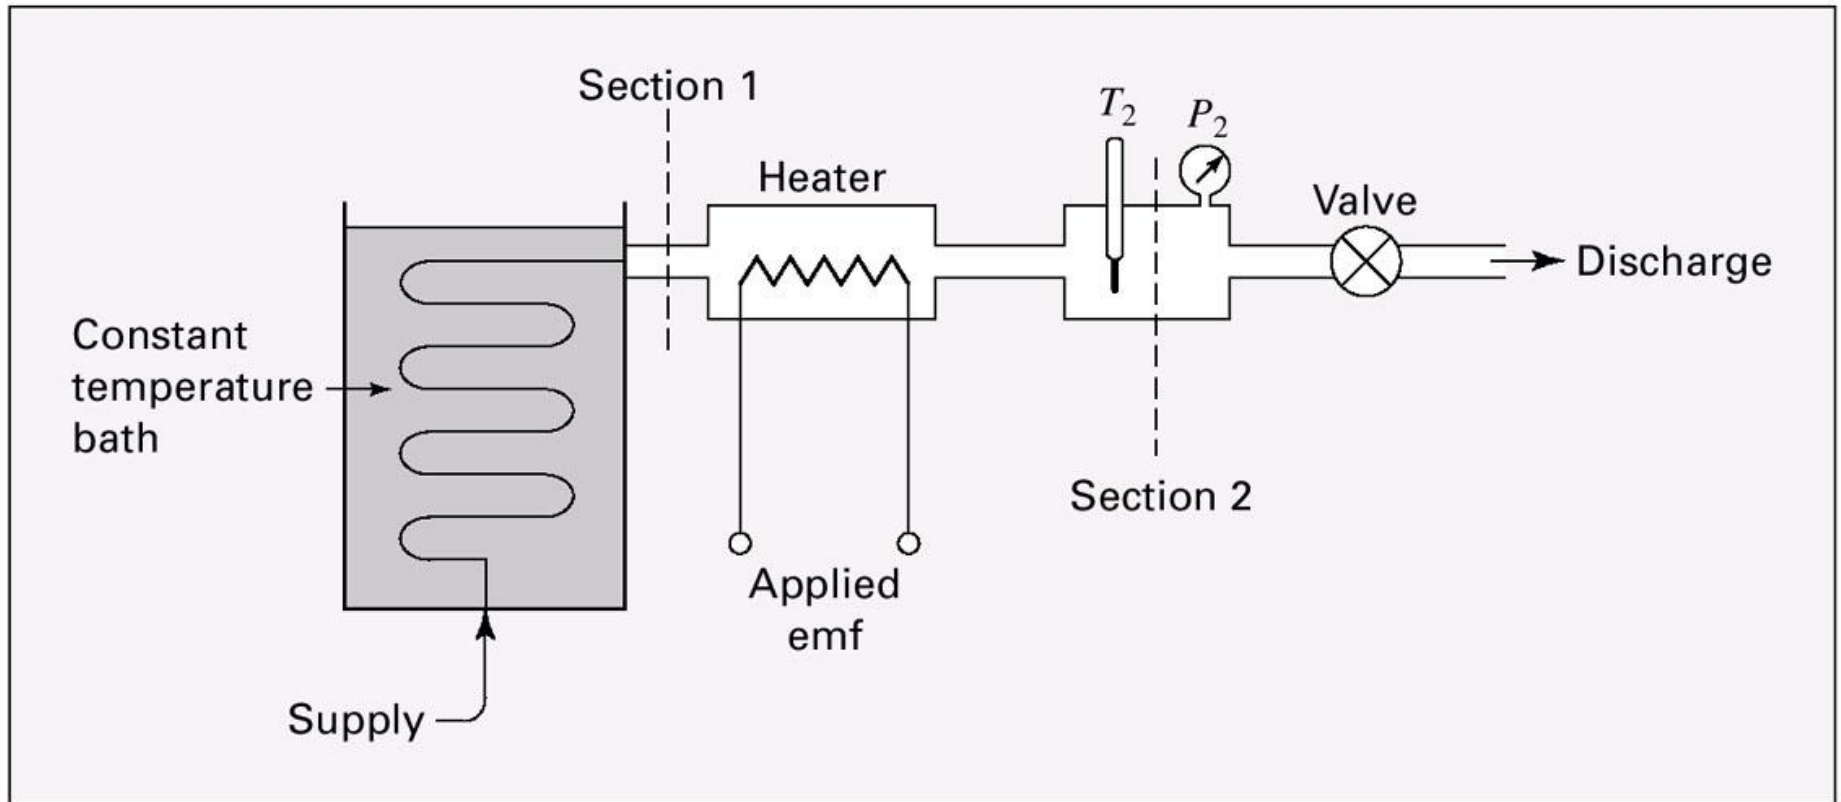 Section 1
T₂
P₂
Heater
Valve
Discharge
Constant
temperature
bath
Section 2
Applied
emf
Supply